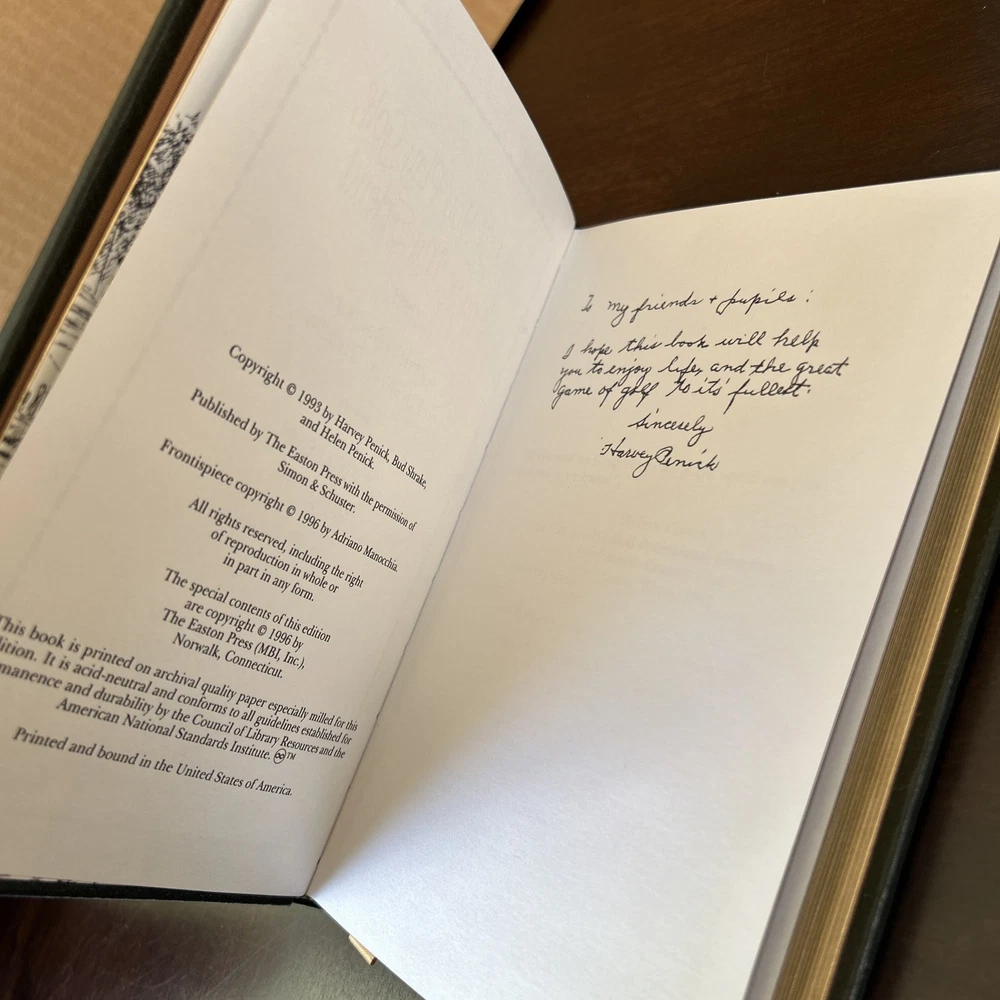 Copyright © 1993 by Harvey Penick, Bud Shrake,
and Helen Penick.
Published by The Easton Press with the permission of
Simon & Schuster.
Frontispiece copyright © 1996 by Adriano Manocchia.
All rights reserved, including the right
of reproduction in whole or
in part in any form.
The special contents of this edition
are copyright © 1996 by
The Easton Press (MBI, Inc.),
Norwalk, Connecticut.
This book is printed on archival quality paper especially milled for this
dition. It is acid-neutral and conforms to all guidelines established for
manence and durability by the Council of Library Resources and the
American National Standards Institute. ∞™
Printed and bound in the United States of America.
To my friends + pupils:
I hope this book will help
you to enjoy life, and the great
game of golf to it's fullest.
Sincerely
Harvey Penick